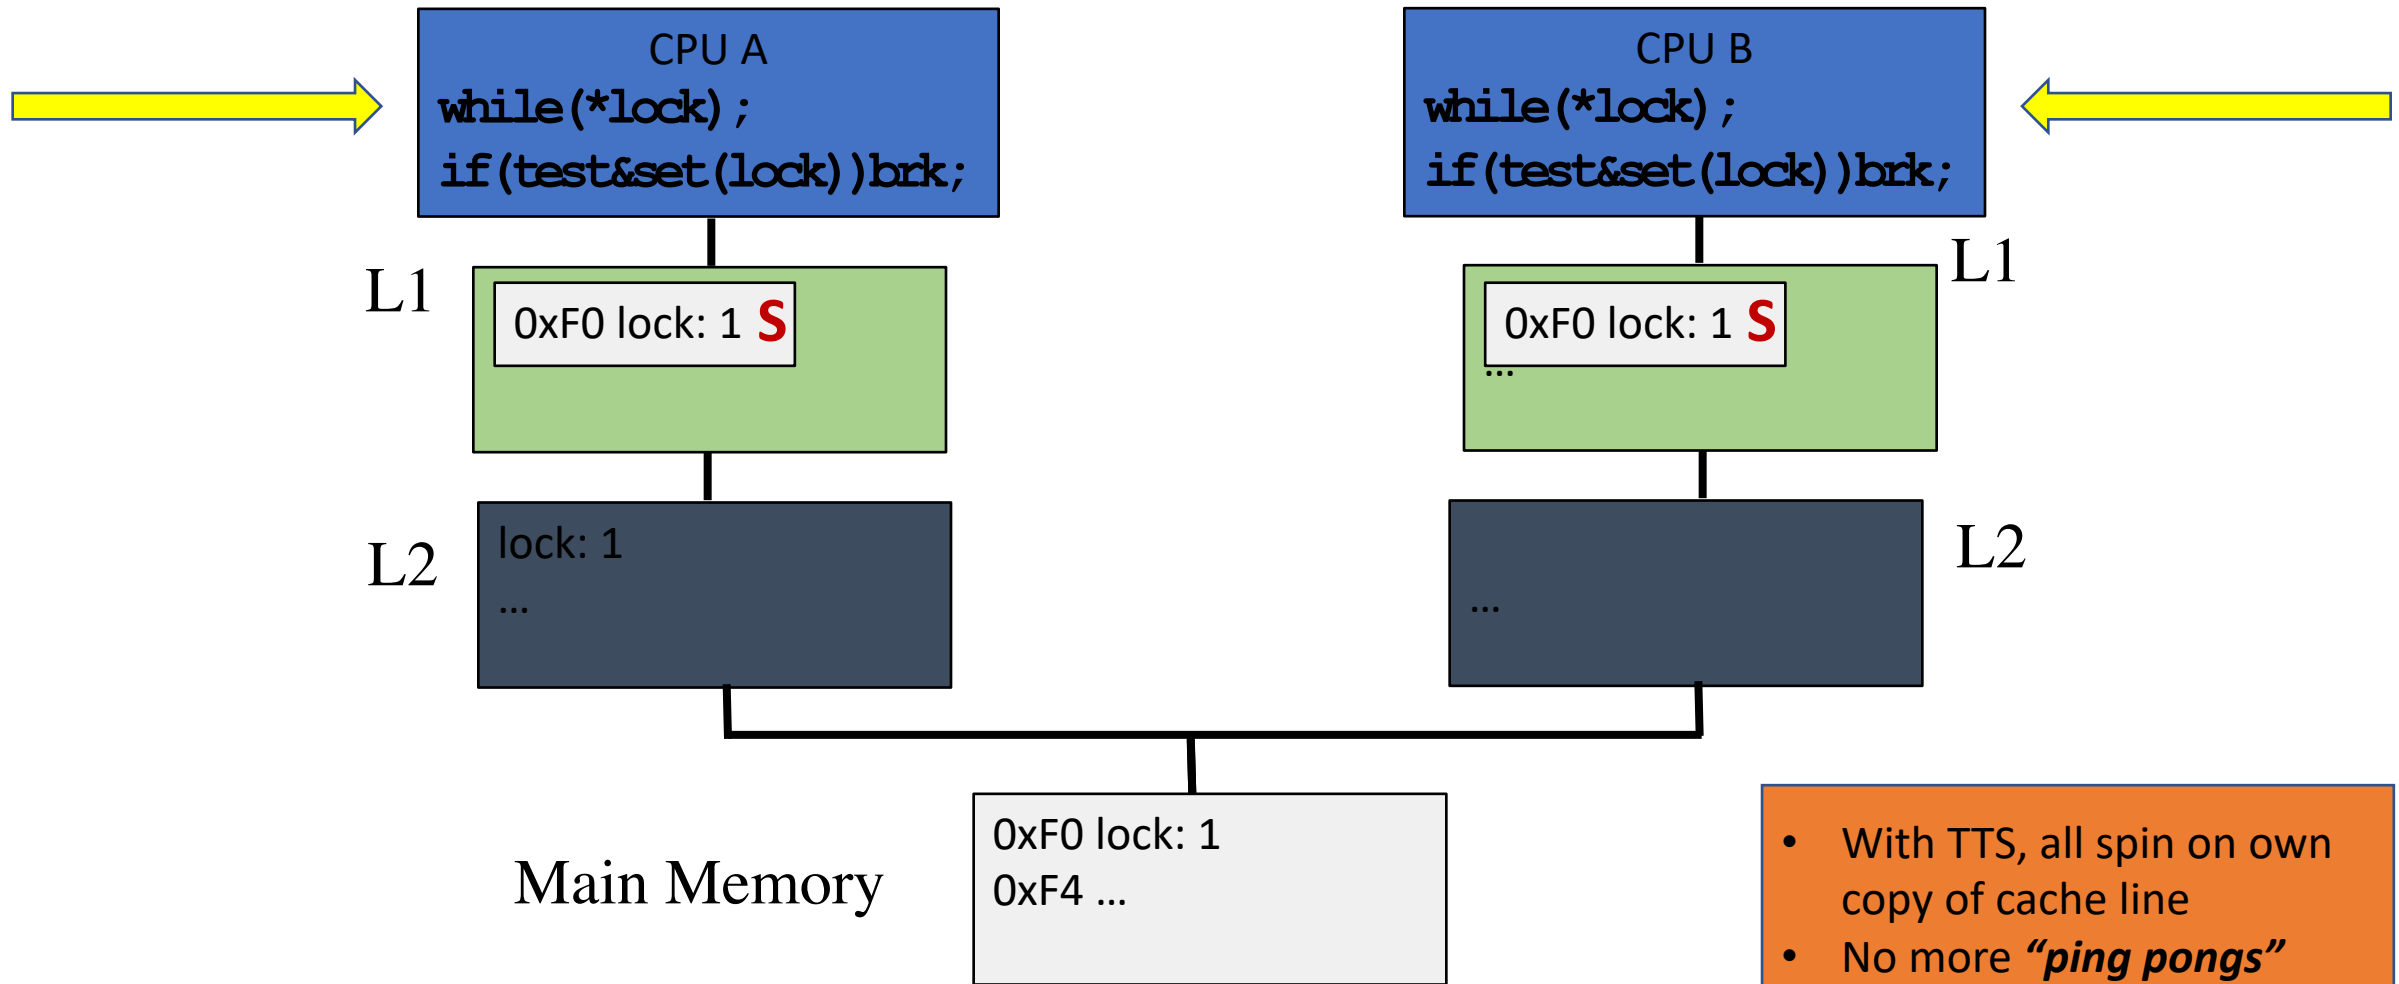 CPU A
while(*lock);
if(test&set(lock))brk;
CPU B
while(*lock);
if(test&set(lock))brk;
L1
0xF0 lock: 1 S
0xF0 lock: 1 S
…
L1
L2
lock: 1
…
…
L2
Main Memory
0xF0 lock: 1
0xF4 …
• With TTS, all spin on own
copy of cache line
• No more “ping pongs”